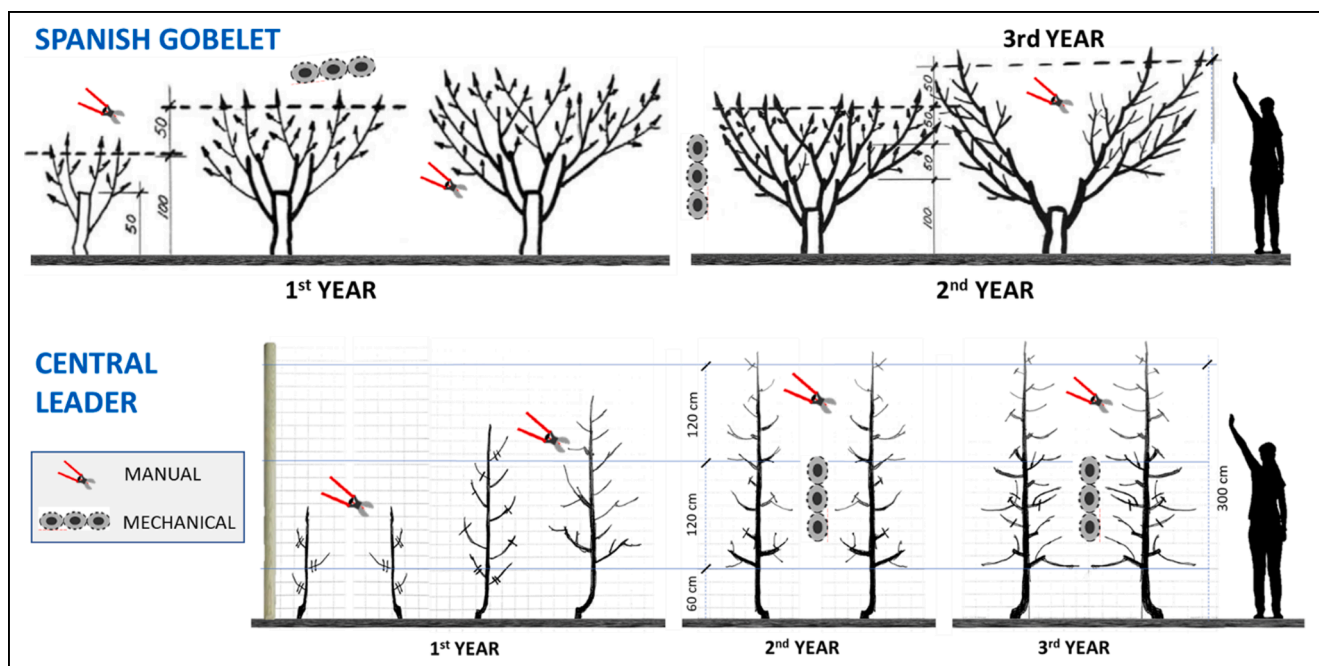 SPANISH GOBELET
3rd YEAR
50
100
50
50
50
60
100
1st YEAR
2nd YEAR
CENTRAL
LEADER
MANUAL
MECHANICAL
120 cm
120 cm
60 cm
300 cm
1st YEAR
2nd YEAR
3rd YEAR